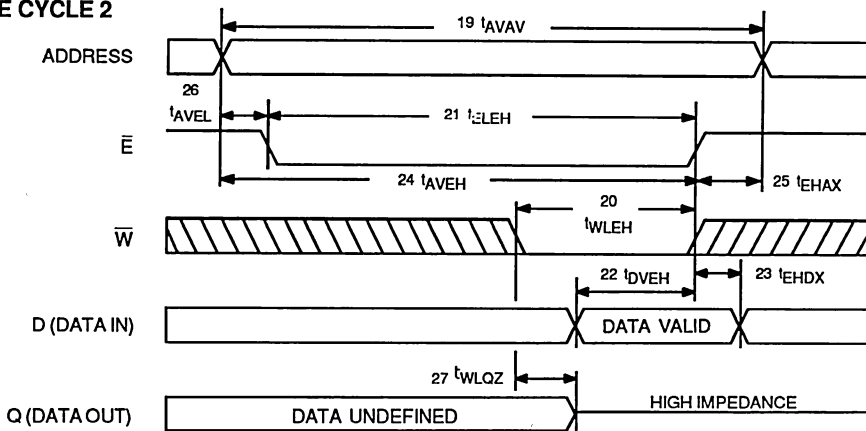 E CYCLE 2
19 tAVAV
ADDRESS
26
tAVEL
21 tELEH
E̅
24 tAVEH
25 tEHAX
20
tWLEH
W̅
22 tDVEH
23 tEHDX
D (DATA IN)
DATA VALID
27 tWLQZ
HIGH IMPEDANCE
Q (DATA OUT)
DATA UNDEFINED